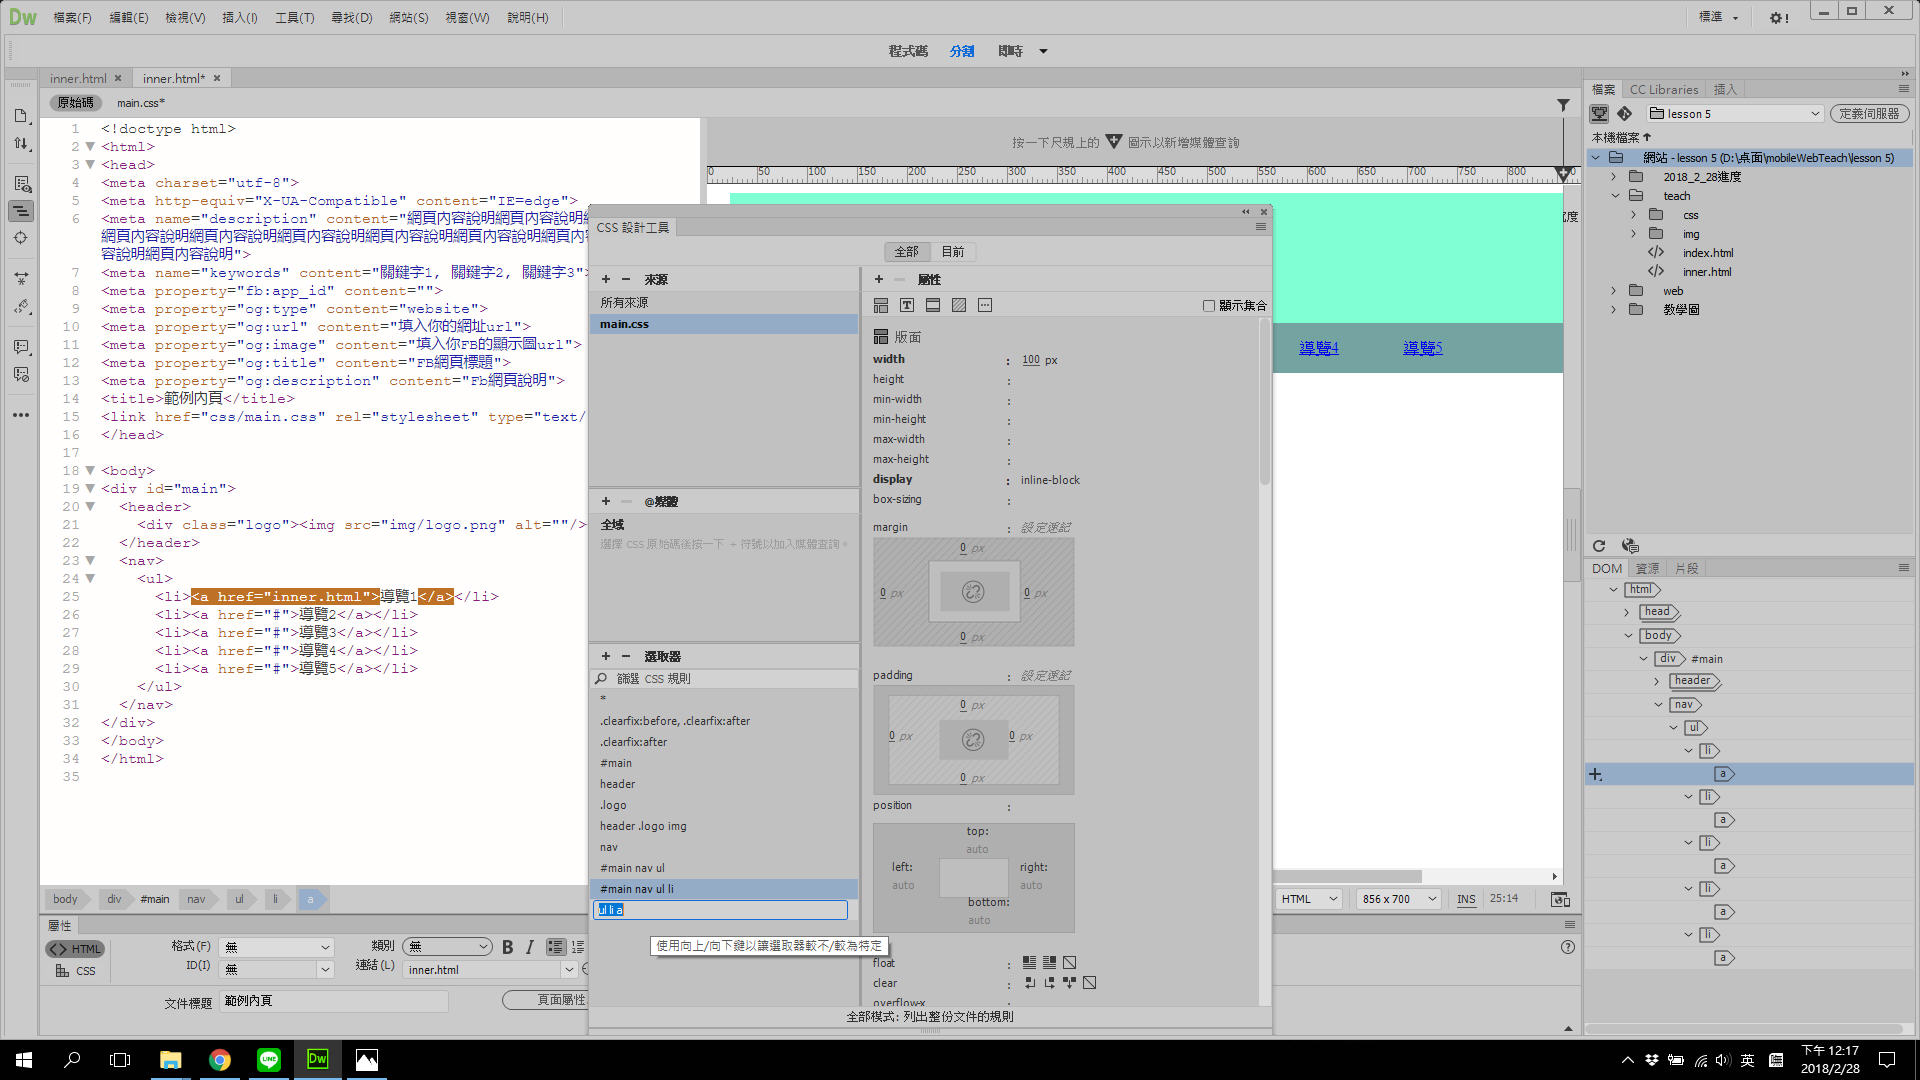 Dw 檔案(F) 編輯(E) 檢視(V) 插入(I) 工具(T) 尋找(D) 網站(S) 視窗(W) 說明(H) 標準
程式碼 分割 即時
inner.html inner.html*
原始碼 main.css*
1 <!doctype html>
2 <html>
3 <head>
4 <meta charset="utf-8">
5 <meta http-equiv="X-UA-Compatible" content="IE=edge">
6 <meta name="description" content="網頁內容說明網頁內容說明
網頁內容說明網頁內容說明網頁內容說明網頁內容說明網頁內容說明網頁內
容說明網頁內容說明">
7 <meta name="keywords" content="關鍵字1, 關鍵字2, 關鍵字3">
8 <meta property="fb:app_id" content="">
9 <meta property="og:type" content="website">
10 <meta property="og:url" content="填入你的網址url">
11 <meta property="og:image" content="填入你FB的顯示圖url">
12 <meta property="og:title" content="FB網頁標題">
13 <meta property="og:description" content="Fb網頁說明">
14 <title>範例內頁</title>
15 <link href="css/main.css" rel="stylesheet" type="text/
16 </head>
17
18 <body>
19 <div id="main">
20 <header>
21 <div class="logo"><img src="img/logo.png" alt=""/>
22 </header>
23 <nav>
24 <ul>
25 <li><a href="inner.html">導覽1</a></li>
26 <li><a href="#">導覽2</a></li>
27 <li><a href="#">導覽3</a></li>
28 <li><a href="#">導覽4</a></li>
29 <li><a href="#">導覽5</a></li>
30 </ul>
31 </nav>
32 </div>
33 </body>
34 </html>
35
按一下尺規上的 圖示以新增媒體查詢
0 50 100 150 200 250 300 350 400 450 500 550 600 650 700 750 800
導覽4 導覽5
CSS 設計工具
全部 目前
+ − 來源
所有來源
main.css
+ − @媒體
全域
選擇 CSS 原始碼後按一下 + 符號以加入媒體查詢。
+ − 選取器
篩選 CSS 規則
*
.clearfix:before, .clearfix:after
.clearfix:after
#main
header
.logo
header .logo img
nav
#main nav ul
#main nav ul li
ul li a
使用向上/向下鍵以讓選取器較不/較為特定
+ − 屬性
顯示集合
版面
width : 100 px
height :
min-width :
min-height :
max-width :
max-height :
display : inline-block
box-sizing :
margin : 設定速記
0 px
0 px 0 px
0 px
padding : 設定速記
0 px
0 px 0 px
0 px
position :
top:
auto
left: right:
auto auto
bottom:
auto
float :
clear :
overflow-x :
全部模式: 列出整份文件的規則
body div #main nav ul li a
HTML 856 x 700 INS 25:14
屬性
HTML
CSS
格式(F) 無
ID(I) 無
類別 無
連結(L) inner.html
B I
文件標題 範例內頁
頁面屬性
檔案 CC Libraries 插入
lesson 5 定義伺服器
本機檔案
網站 - lesson 5 (D:\桌面\mobileWebTeach\lesson 5)
2018_2_28進度
teach
css
img
index.html
inner.html
web
教學圖
DOM 資源 片段
html
head
body
div #main
header
nav
ul
li
a
li
a
li
a
li
a
li
a
Dw
英
下午 12:17
2018/2/28